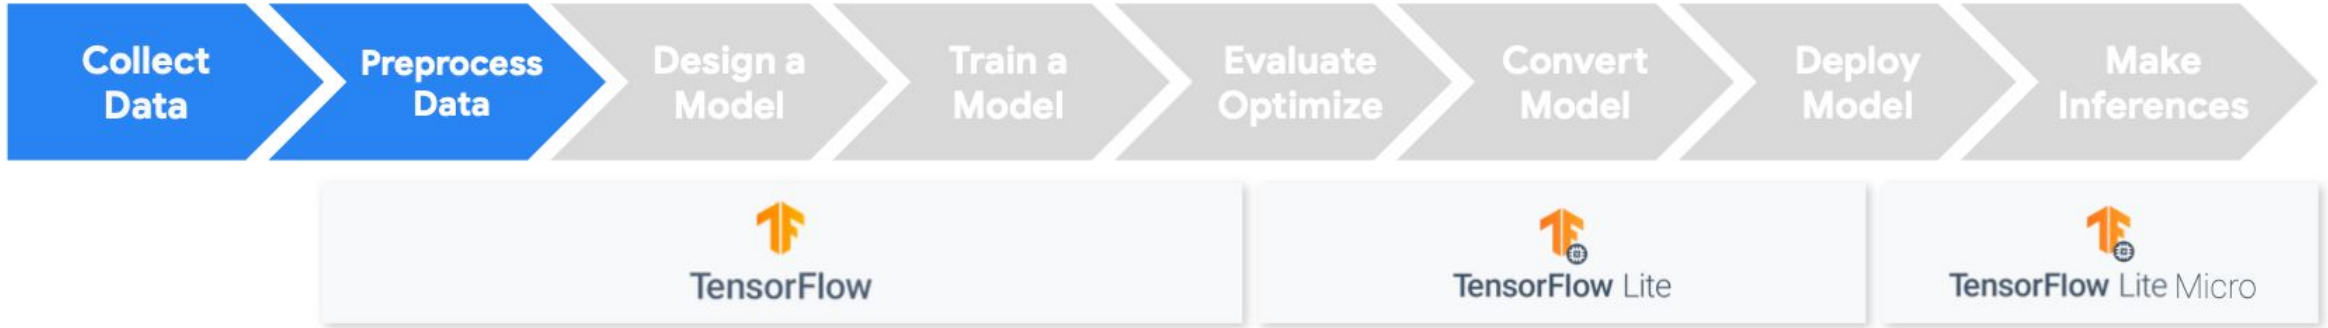 Collect
Data
Preprocess
Data
Design a
Model
Train a
Model
Evaluate
Optimize
Convert
Model
Deploy
Model
Make
Inferences
TensorFlow
TensorFlow Lite
TensorFlow Lite Micro